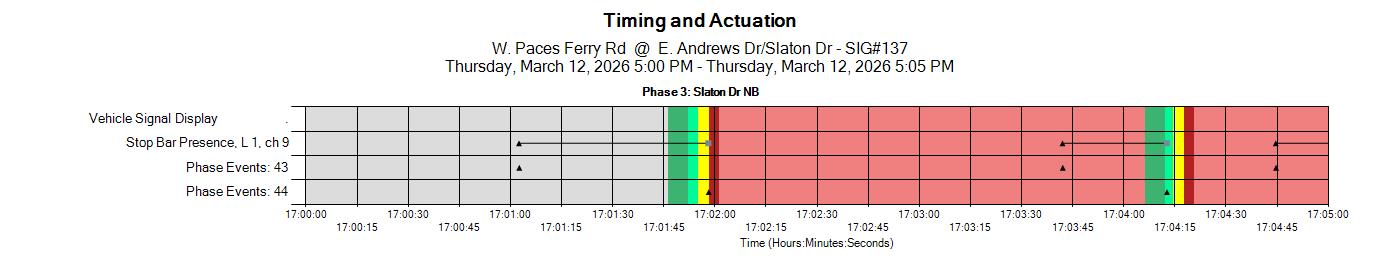 Timing and Actuation
W. Paces Ferry Rd @ E. Andrews Dr/Slaton Dr - SIG#137
Thursday, March 12, 2026 5:00 PM - Thursday, March 12, 2026 5:05 PM
Phase 3: Slaton Dr NB
Vehicle Signal Display .
Stop Bar Presence, L 1, ch 9
Phase Events: 43
Phase Events: 44
17:00:00 17:00:30 17:01:00 17:01:30 17:02:00 17:02:30 17:03:00 17:03:30 17:04:00 17:04:30 17:05:00
17:00:15 17:00:45 17:01:15 17:01:45 17:02:15 17:02:45 17:03:15 17:03:45 17:04:15 17:04:45
Time (Hours:Minutes:Seconds)